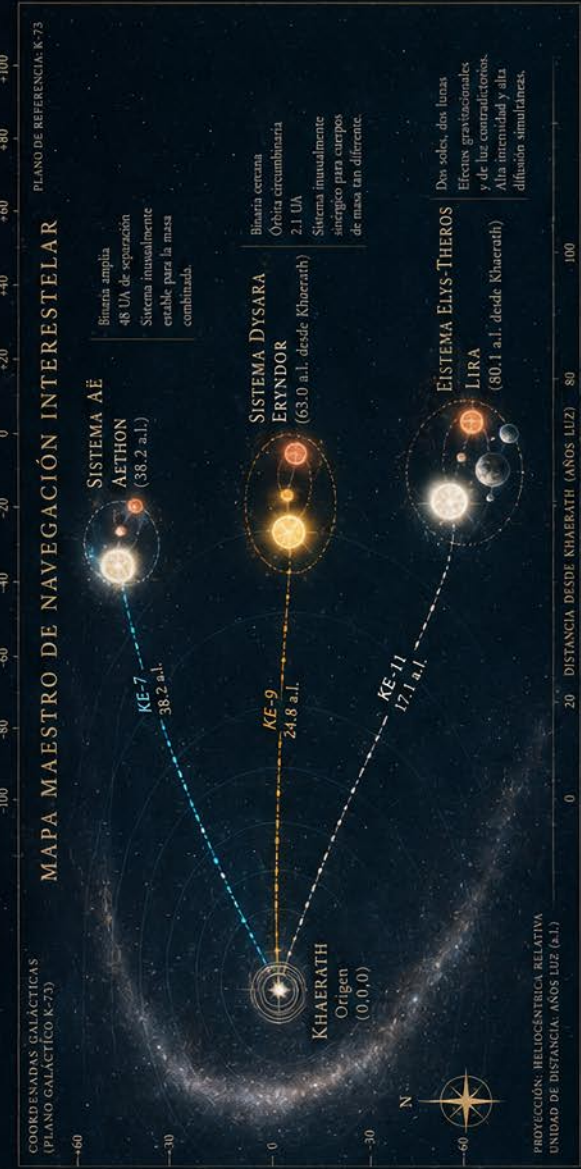 COORDENADAS GALÁCTICAS
(PLANO GALÁCTICO K-73)
-100
-80
-60
-40
-20
0
+20
+40
+60
+80
+100
MAPA MAESTRO DE NAVEGACIÓN INTERESTELAR
PLANO DE REFERENCIA: K-73
+60
+30
0
30
-60
SISTEMA AË
AETHON
(38.2 a.l.)
Binaria amplia
48 UA de separación
Sistema inusualmente
estable para la masa
combinada.
KE-7
38.2 a.l.
SISTEMA DYSARA
ERYNDOR
(63.0 a.l. desde Khaerath)
Binaria cercana
Órbita circumbinaria
2.1 UA
Sistema inusualmente
sinérgico para cuerpos
de masa tan diferente.
KE-9
24.8 a.l.
KHAERATH
Origen
(0,0,0)
KE-11
17.1 a.l.
EISTEMA ELYS-THEROS
LIRA
(80.1 a.l. desde Khaerath)
Dos soles, dos lunas
Efectos gravitacionales
y de luz contradictorios.
Alta intensidad y alta
difusión simultáneas.
N
PROYECCIÓN: HELIOCÉNTRICA RELATIVA
UNIDAD DE DISTANCIA: AÑOS LUZ (a.l.)
0
20
DISTANCIA DESDE KHAERATH (AÑOS LUZ)
80
100